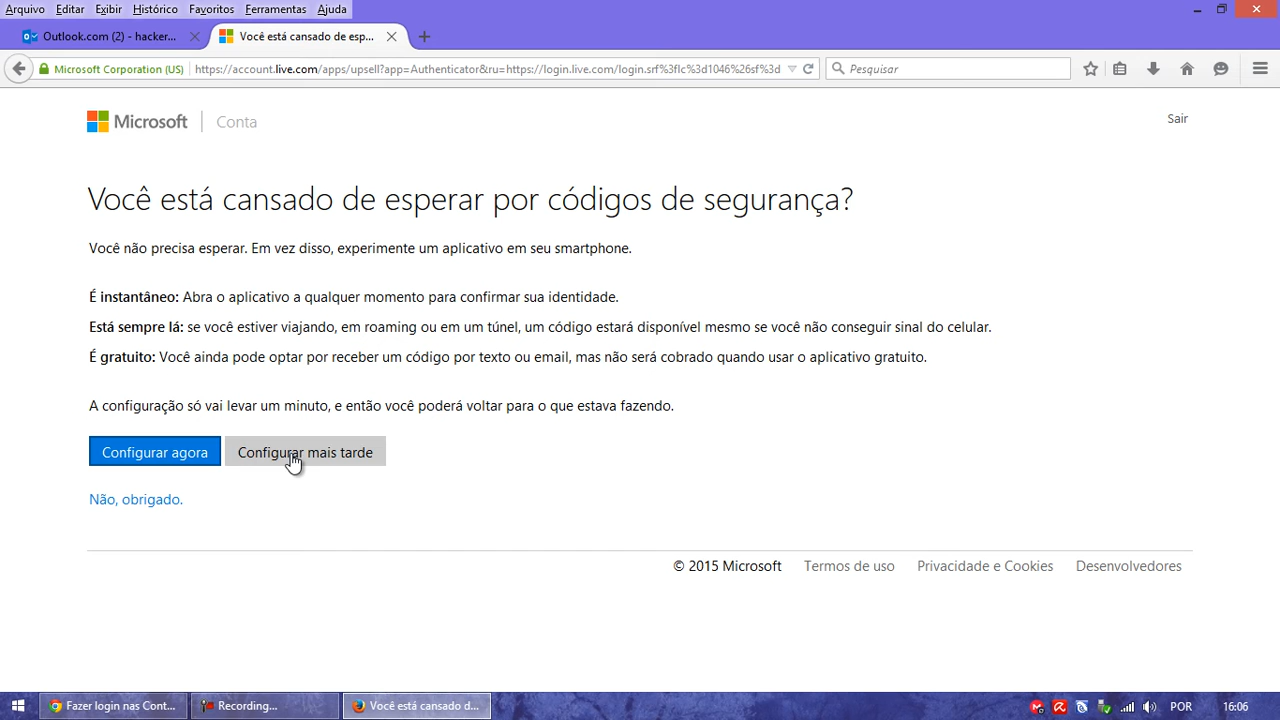 Arquivo Editar Exibir Histórico Favoritos Ferramentas Ajuda
Outlook.com (2) - hacker...
Você está cansado de esp...
Microsoft Corporation (US)
https://account.live.com/apps/upsell?app=Authenticator&ru=https://login.live.com/login.srf%3flc%3d1046%26sf%3d
Pesquisar
Microsoft
Conta
Sair
Você está cansado de esperar por códigos de segurança?
Você não precisa esperar. Em vez disso, experimente um aplicativo em seu smartphone.
É instantâneo: Abra o aplicativo a qualquer momento para confirmar sua identidade.
Está sempre lá: se você estiver viajando, em roaming ou em um túnel, um código estará disponível mesmo se você não conseguir sinal do celular.
É gratuito: Você ainda pode optar por receber um código por texto ou email, mas não será cobrado quando usar o aplicativo gratuito.
A configuração só vai levar um minuto, e então você poderá voltar para o que estava fazendo.
Configurar agora
Configurar mais tarde
Não, obrigado.
© 2015 Microsoft Termos de uso Privacidade e Cookies Desenvolvedores
Fazer login nas Cont...
Recording...
Você está cansado d...
POR
16:06